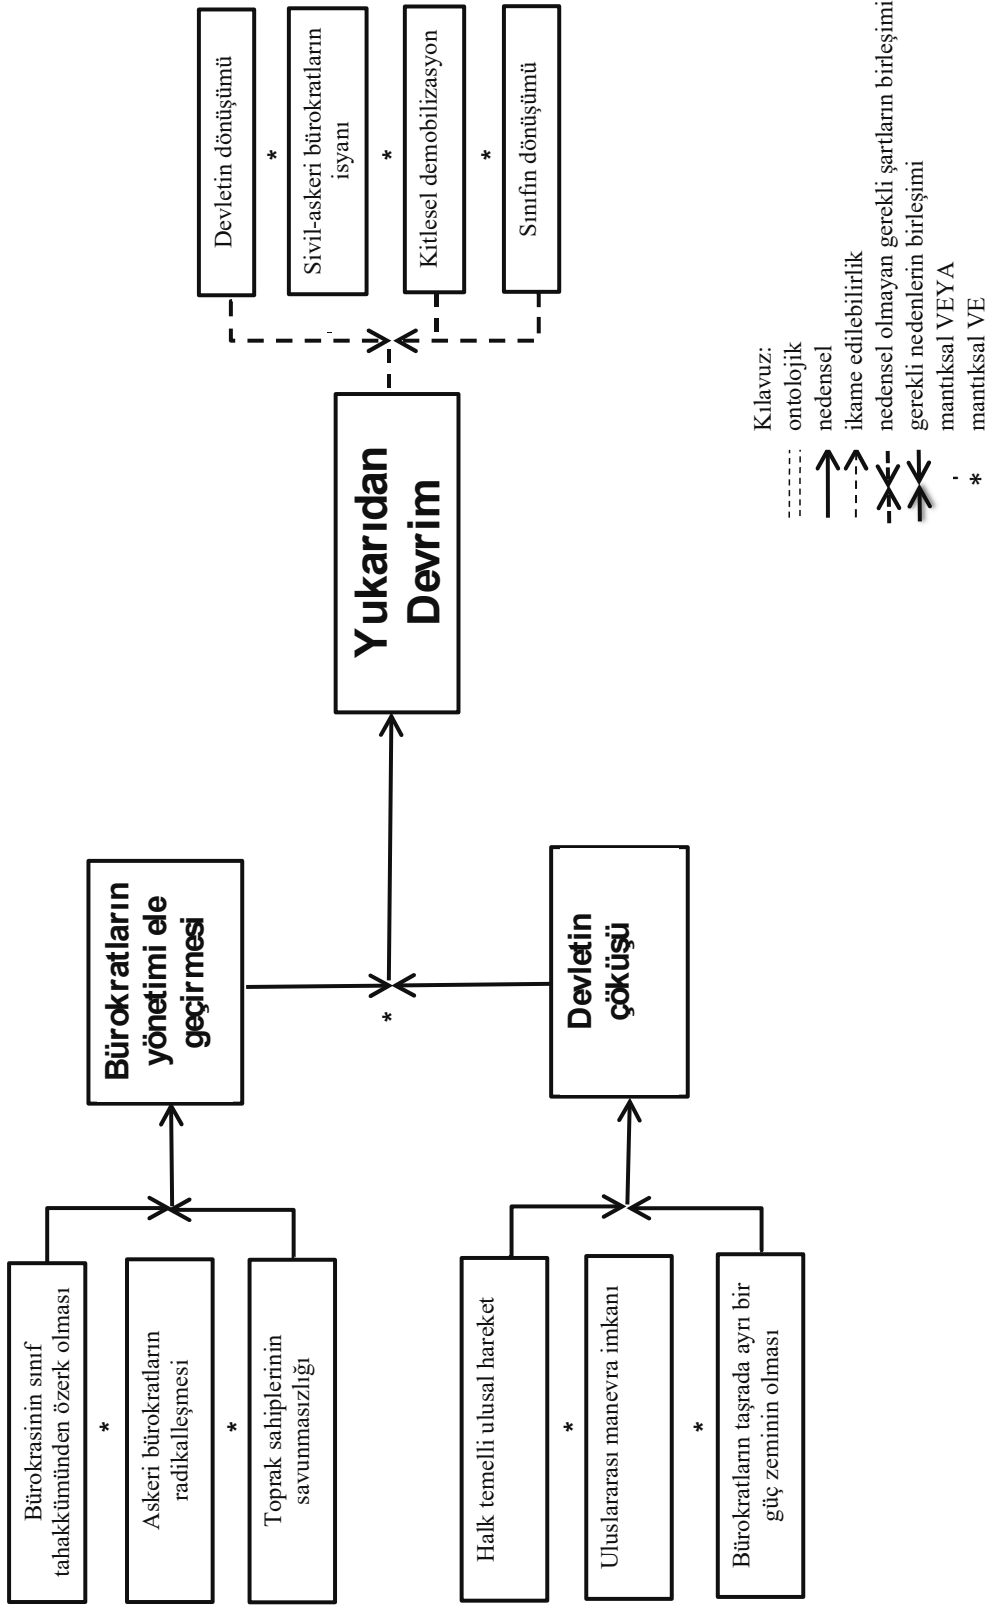 Bürokrasinin sınıf
tahakkümünden özerk olması
*
Askeri bürokratların
radikalleşmesi
*
Toprak sahiplerinin
savunmasızlığı
Halk temelli ulusal hareket
*
Uluslararası manevra imkanı
*
Bürokratların taşrada ayrı bir
güç zeminin olması
Bürokratların
yönetimi ele
geçirmesi
*
Devletin
çöküşü
Yukarıdan
Devrim
Devletin dönüşümü
*
Sivil-askeri bürokratların
isyanı
*
Kitlesel demobilizasyon
*
Sınıfın dönüşümü
Kılavuz:
ontolojik
nedensel
ikame edilebilirlik
nedensel olmayan gerekli şartların birleşimi
gerekli nedenlerin birleşimi
mantıksal VEYA
* mantıksal VE